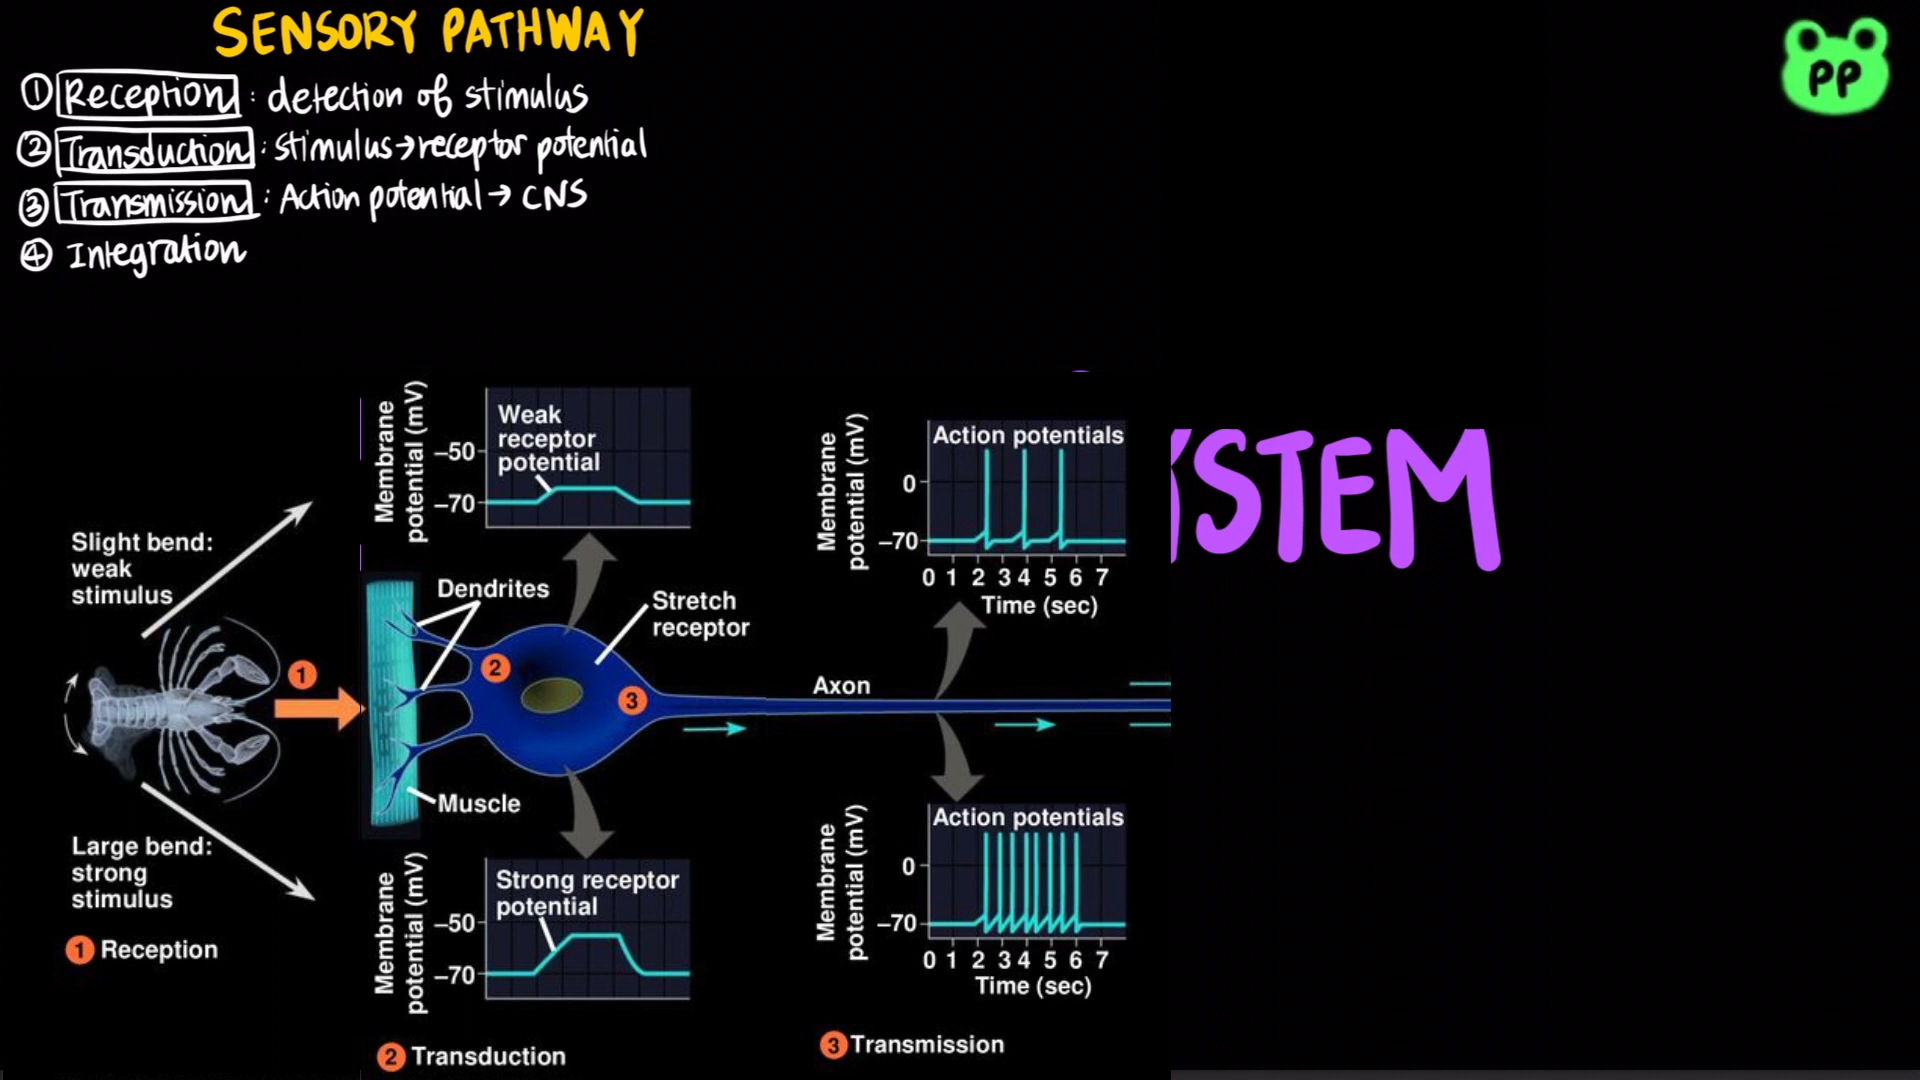 SENSORY PATHWAY
PP
① Reception : detection of stimulus
② Transduction : stimulus→receptor potential
③ Transmission : Action potential → CNS
④ Integration
YSTEM
Slight bend:
weak
stimulus
1
Large bend:
strong
stimulus
1 Reception
Membrane
potential (mV)
Weak
receptor
potential
–50
–70
Dendrites
Stretch
receptor
2
3
Muscle
Membrane
potential (mV)
Strong receptor
potential
–50
–70
2 Transduction
Membrane
potential (mV)
Action potentials
0
–70
0 1 2 3 4 5 6 7
Time (sec)
Axon
Membrane
potential (mV)
Action potentials
0
–70
0 1 2 3 4 5 6 7
Time (sec)
3 Transmission